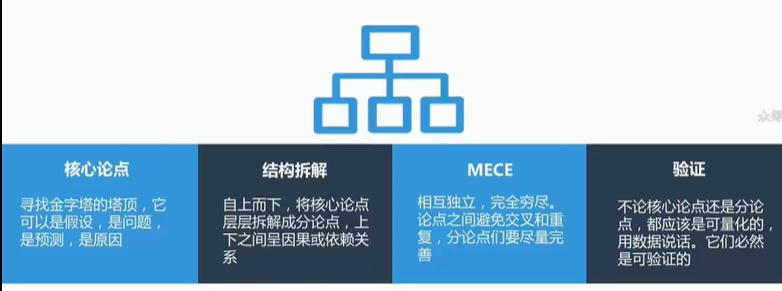 核心论点
寻找金字塔的塔顶，它
可以是假设，是问题，
是预测，是原因
结构拆解
自上而下，将核心论点
层层拆解成分论点，上
下之间呈因果或依赖关
系
MECE
相互独立，完全穷尽。
论点之间避免交叉和重
复，分论点们要尽量完
善
验证
不论核心论点还是分论
点，都应该是可量化的，
用数据说话。它们必然
是可验证的